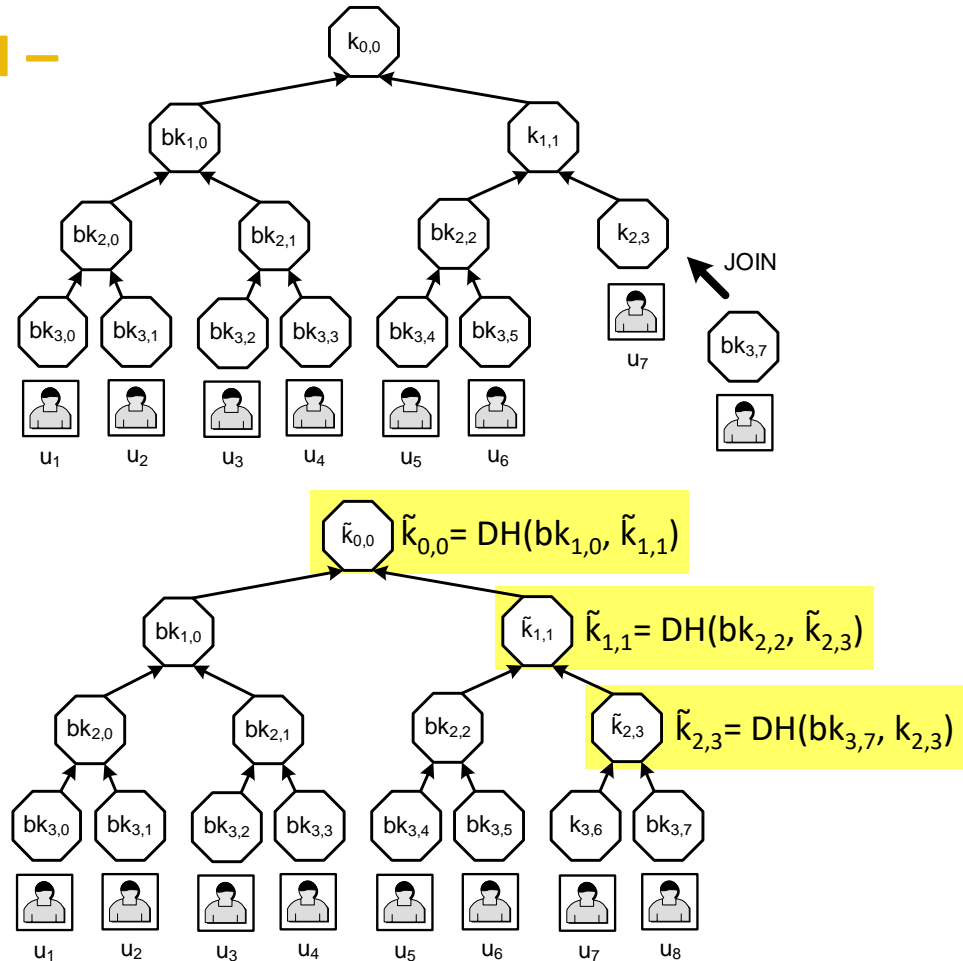 –
k0,0
bk1,0 k1,1
bk2,0 bk2,1 bk2,2 k2,3
JOIN
bk3,0 bk3,1 bk3,2 bk3,3 bk3,4 bk3,5 bk3,7
u7
u1 u2 u3 u4 u5 u6
k̃0,0 k̃0,0= DH(bk1,0, k̃1,1)
bk1,0 k̃1,1 k̃1,1= DH(bk2,2, k̃2,3)
bk2,0 bk2,1 bk2,2 k̃2,3 k̃2,3= DH(bk3,7, k2,3)
bk3,0 bk3,1 bk3,2 bk3,3 bk3,4 bk3,5 k3,6 bk3,7
u1 u2 u3 u4 u5 u6 u7 u8